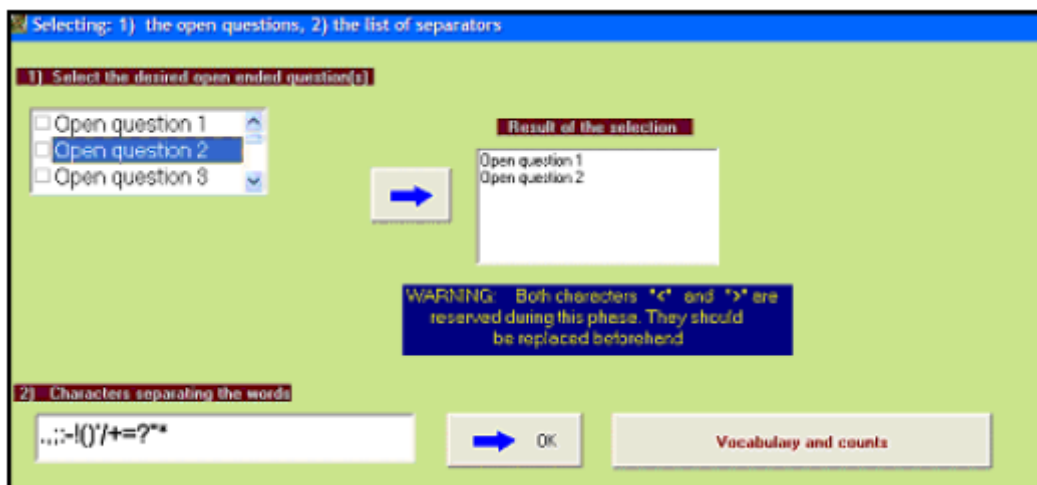 Selecting: 1) the open questions, 2) the list of separators
1) Select the desired open ended question(s)
Open question 1
Open question 2
Open question 3
Result of the selection
Open question 1
Open question 2
WARNING: Both characters "<" and ">" are
reserved during this phase. They should
be replaced beforehand
2) Characters separating the words
.,;:-!()'/+=?"*
OK
Vocabulary and counts